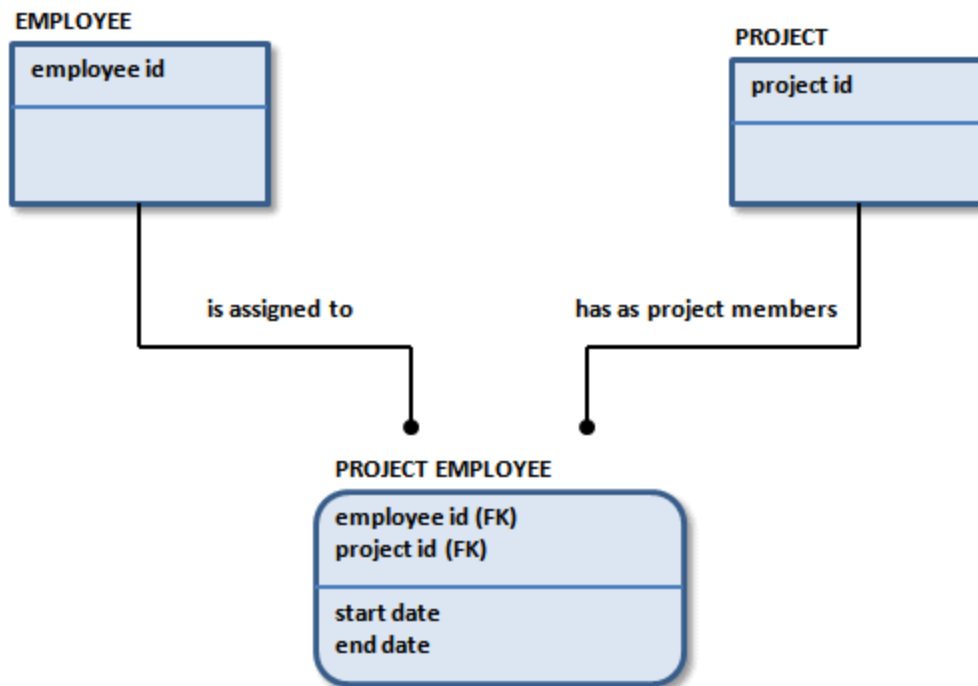 EMPLOYEE
employee id
PROJECT
project id
is assigned to
has as project members
PROJECT EMPLOYEE
employee id (FK)
project id (FK)
start date
end date